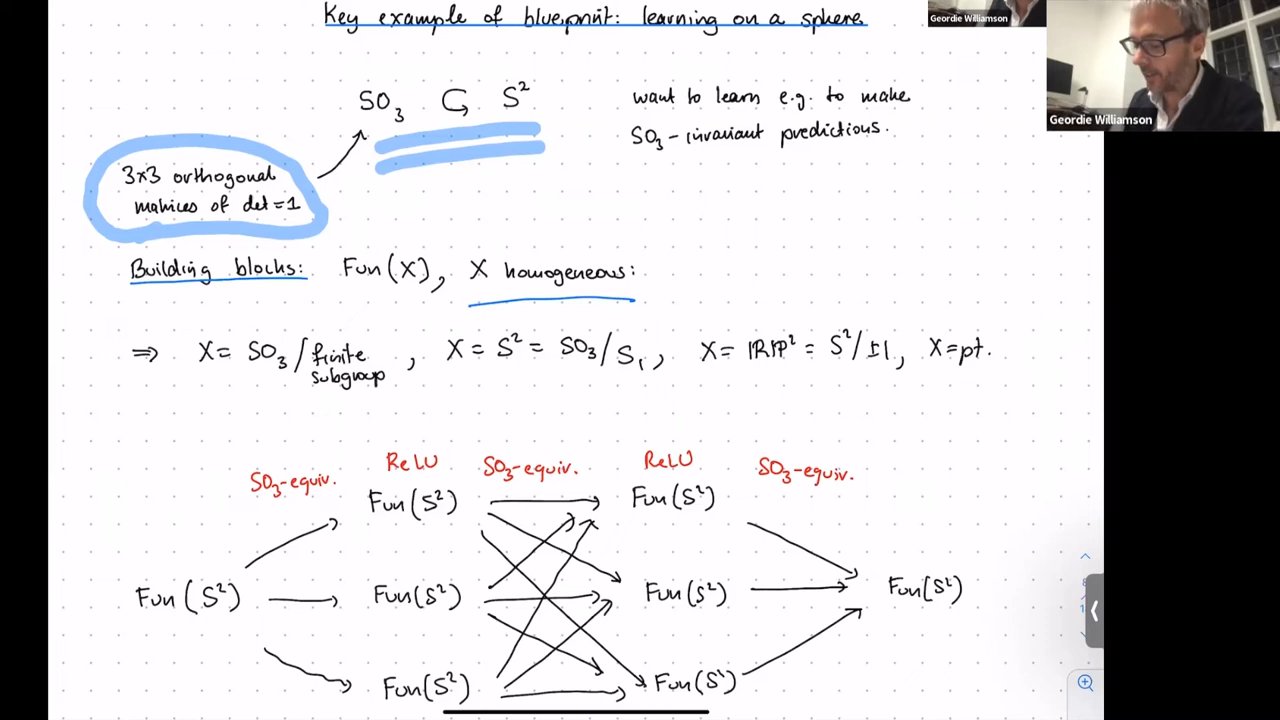 Key example of blueprint: learning on a sphere
Geordie Williamson
Geordie Williamson
SO₃ ⊂ S²
want to learn e.g. to make
SO₃-invariant predictions.
3×3 orthogonal
matrices of det=1
Building blocks: Fun(X), X homogeneous:
⇒ X = SO₃/finite subgroup, X = S² = SO₃/S₁, X = ℝP² = S²/±1, X = pt.
SO₃-equiv. ReLU SO₃-equiv. ReLU SO₃-equiv.
Fun(S²) Fun(S²)
Fun(S²) Fun(S²) Fun(S²) Fun(S²)
Fun(S²) Fun(S²)